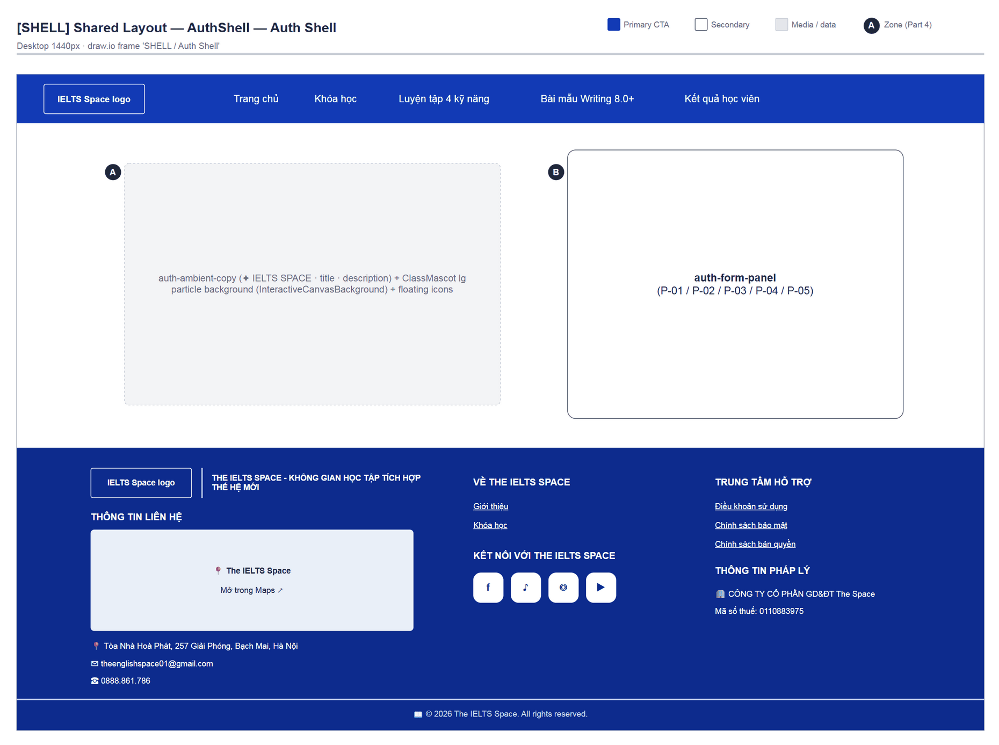 [SHELL] Shared Layout — AuthShell — Auth Shell
Desktop 1440px · draw.io frame 'SHELL / Auth Shell'
Primary CTA
Secondary
Media / data
A
Zone (Part 4)
IELTS Space logo
Trang chủ
Khóa học
Luyện tập 4 kỹ năng
Bài mẫu Writing 8.0+
Kết quả học viên
A
auth-ambient-copy (✦ IELTS SPACE · title · description) + ClassMascot lg
particle background (InteractiveCanvasBackground) + floating icons
B
auth-form-panel
(P-01 / P-02 / P-03 / P-04 / P-05)
IELTS Space logo
THE IELTS SPACE - KHÔNG GIAN HỌC TẬP TÍCH HỢP
THẾ HỆ MỚI
THÔNG TIN LIÊN HỆ
📍 The IELTS Space
Mở trong Maps ↗
📍 Tòa Nhà Hoà Phát, 257 Giải Phóng, Bạch Mai, Hà Nội
✉ theenglishspace01@gmail.com
☎ 0888.861.786
VỀ THE IELTS SPACE
Giới thiệu
Khóa học
KẾT NỐI VỚI THE IELTS SPACE
f ♪ ◎ ▶
TRUNG TÂM HỖ TRỢ
Điều khoản sử dụng
Chính sách bảo mật
Chính sách bản quyền
THÔNG TIN PHÁP LÝ
🏢 CÔNG TY CỔ PHẦN GD&ĐT The Space
Mã số thuế: 0110883975
📖 © 2026 The IELTS Space. All rights reserved.